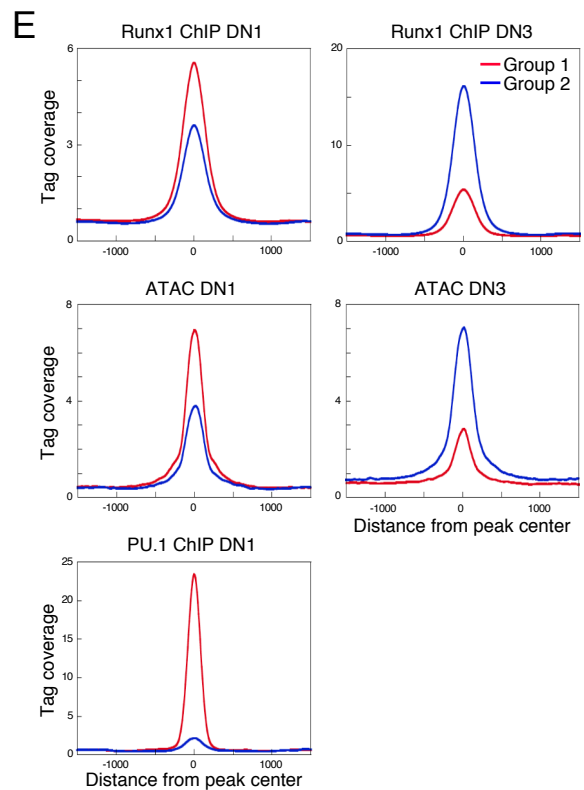 E
Runx1 ChIP DN1
Runx1 ChIP DN3
Tag coverage
6
3
0
-1000
0
1000
20
10
0
-1000
0
1000
Group 1
Group 2
ATAC DN1
ATAC DN3
Tag coverage
8
4
0
-1000
0
1000
8
4
0
-1000
0
1000
Distance from peak center
PU.1 ChIP DN1
Tag coverage
25
20
15
10
5
0
-1000
0
1000
Distance from peak center